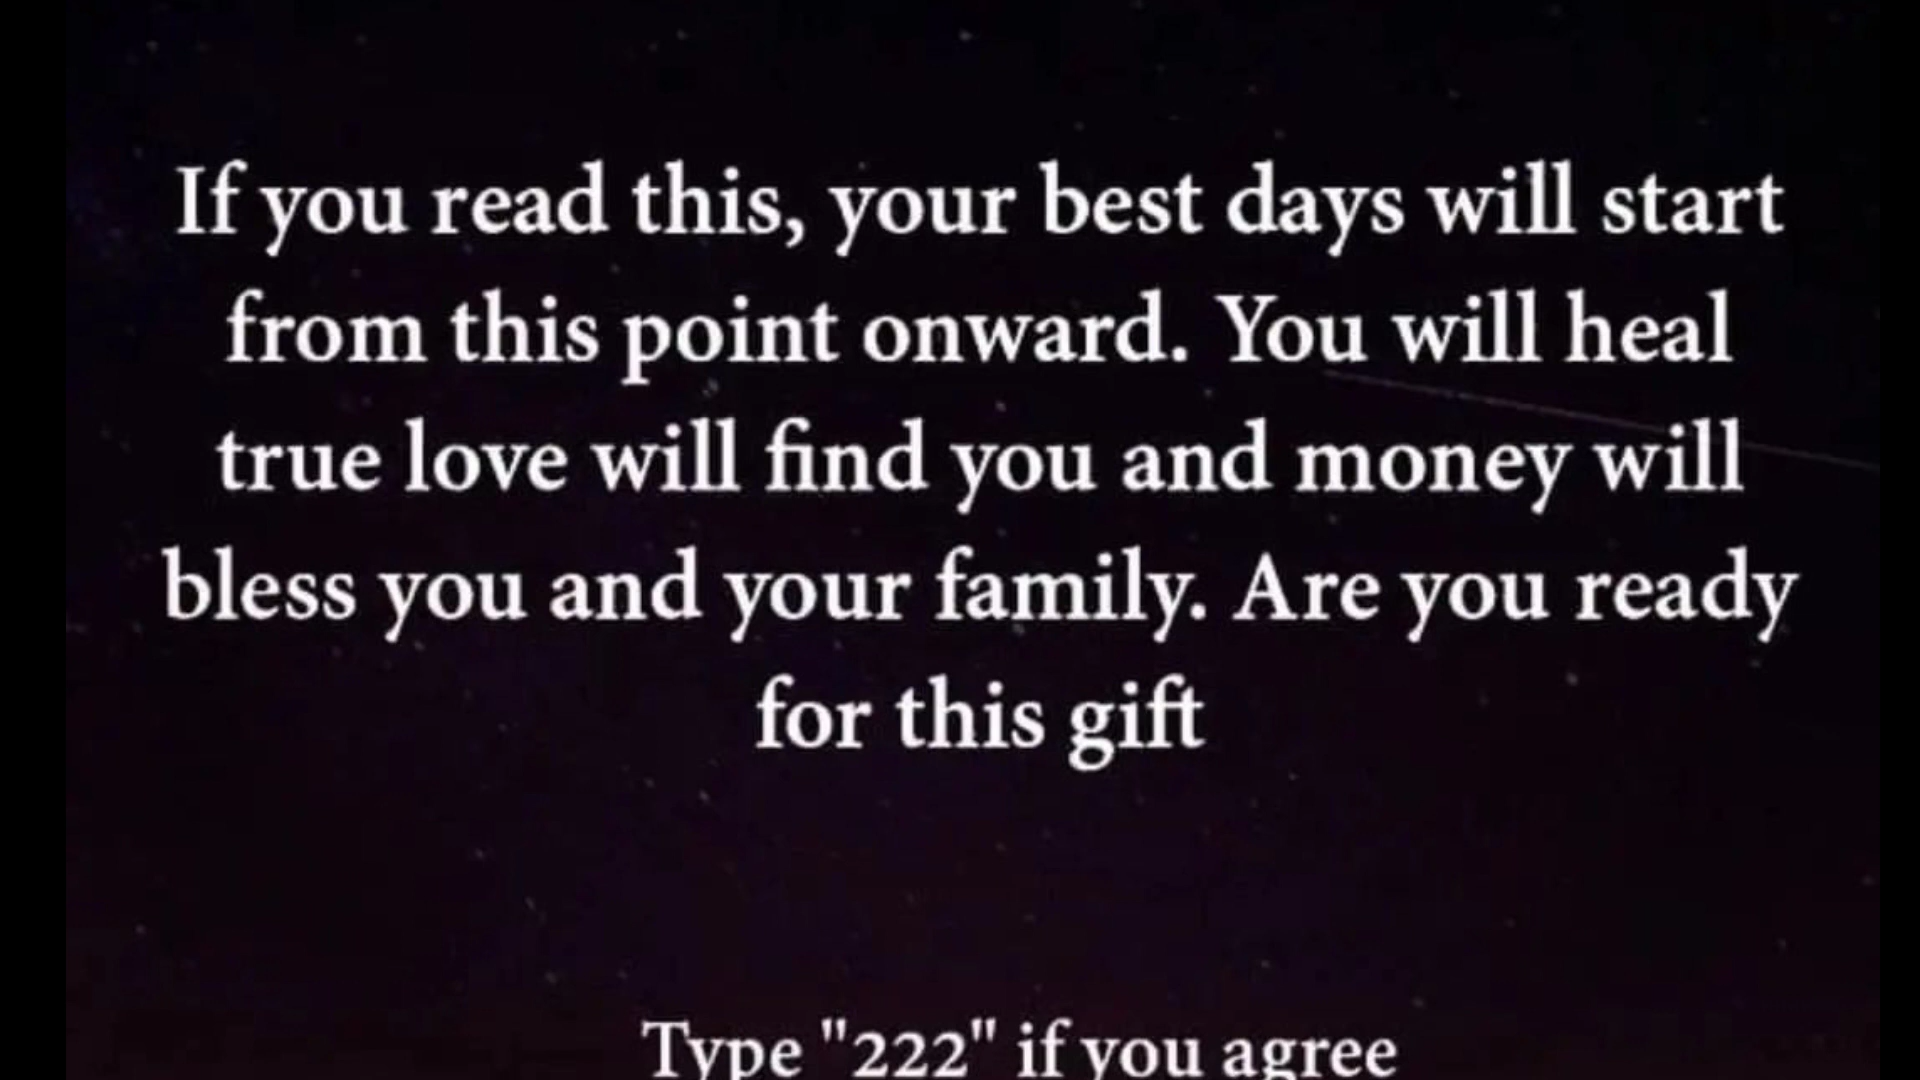 If you read this, your best days will start
from this point onward. You will heal
true love will find you and money will
bless you and your family. Are you ready
for this gift
Type "222" if you agree